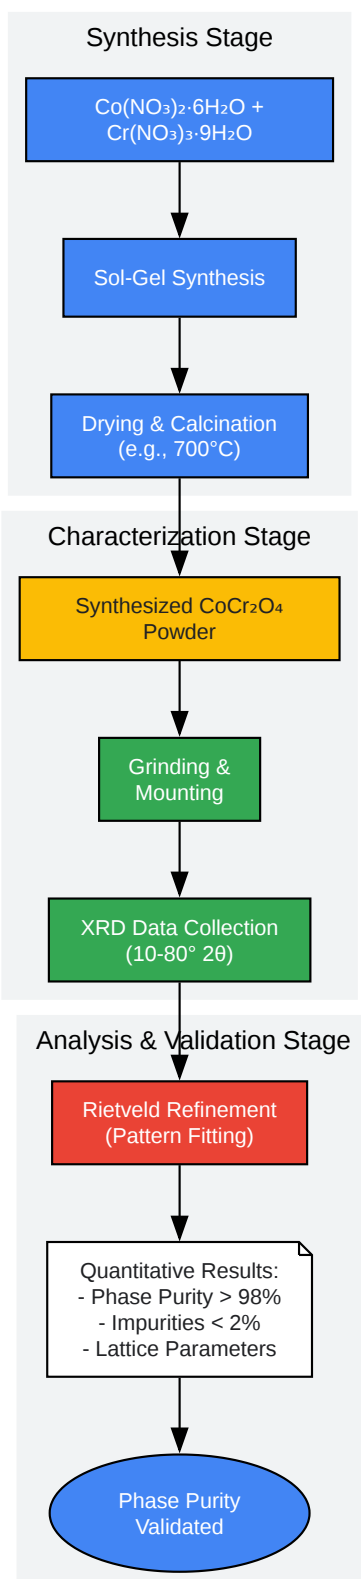 Synthesis Stage
Co(NO₃)₂·6H₂O +
Cr(NO₃)₃·9H₂O
Sol-Gel Synthesis
Drying & Calcination
(e.g., 700°C)
Characterization Stage
Synthesized CoCr₂O₄
Powder
Grinding &
Mounting
XRD Data Collection
(10-80° 2θ)
Analysis & Validation Stage
Rietveld Refinement
(Pattern Fitting)
Quantitative Results:
- Phase Purity > 98%
- Impurities < 2%
- Lattice Parameters
Phase Purity
Validated